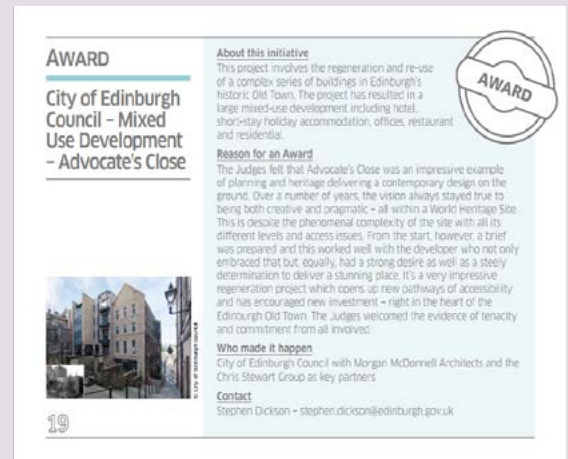 AWARD
City of Edinburgh
Council – Mixed
Use Development
– Advocate's Close
© City of Edinburgh Council
19
About this initiative
This project involves the regeneration and re-use
of a complex series of buildings in Edinburgh's
historic Old Town. The project has resulted in a
large mixed-use development including hotel,
short-stay holiday accommodation, offices, restaurant
and residential.
Reason for an Award
The Judges felt that Advocate's Close was an impressive example
of planning and heritage delivering a contemporary design on the
ground. Over a number of years, the vision always stayed true to
being both creative and pragmatic – all within a World Heritage Site.
This is despite the phenomenal complexity of the site with all its
different levels and access issues. From the start, however, a brief
was prepared and this worked well with the developer who not only
embraced that but, equally, had a strong desire as well as a steely
determination to deliver a stunning place. It's a very impressive
regeneration project which opens up new pathways of accessibility
and has encouraged new investment – right in the heart of the
Edinburgh Old Town. The Judges welcomed the evidence of tenacity
and commitment from all involved.
Who made it happen
City of Edinburgh Council with Morgan McDonnell Architects and the
Chris Stewart Group as key partners
Contact
Stephen Dickson – stephen.dickson@edinburgh.gov.uk
AWARD